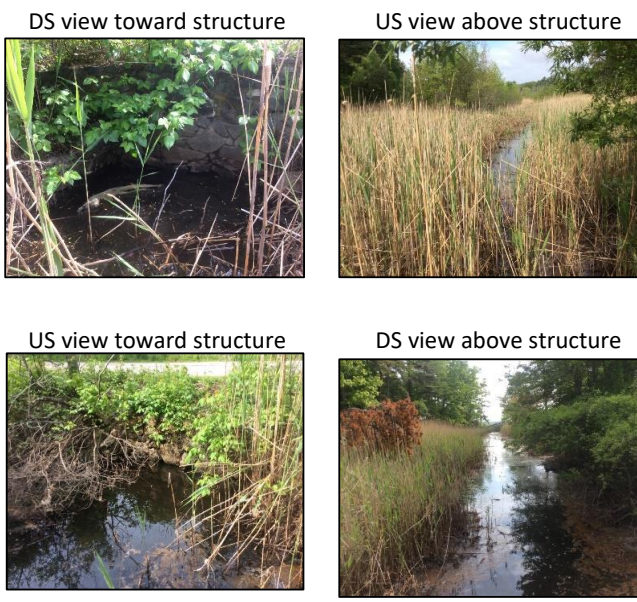 DS view toward structure
US view above structure
US view toward structure
DS view above structure